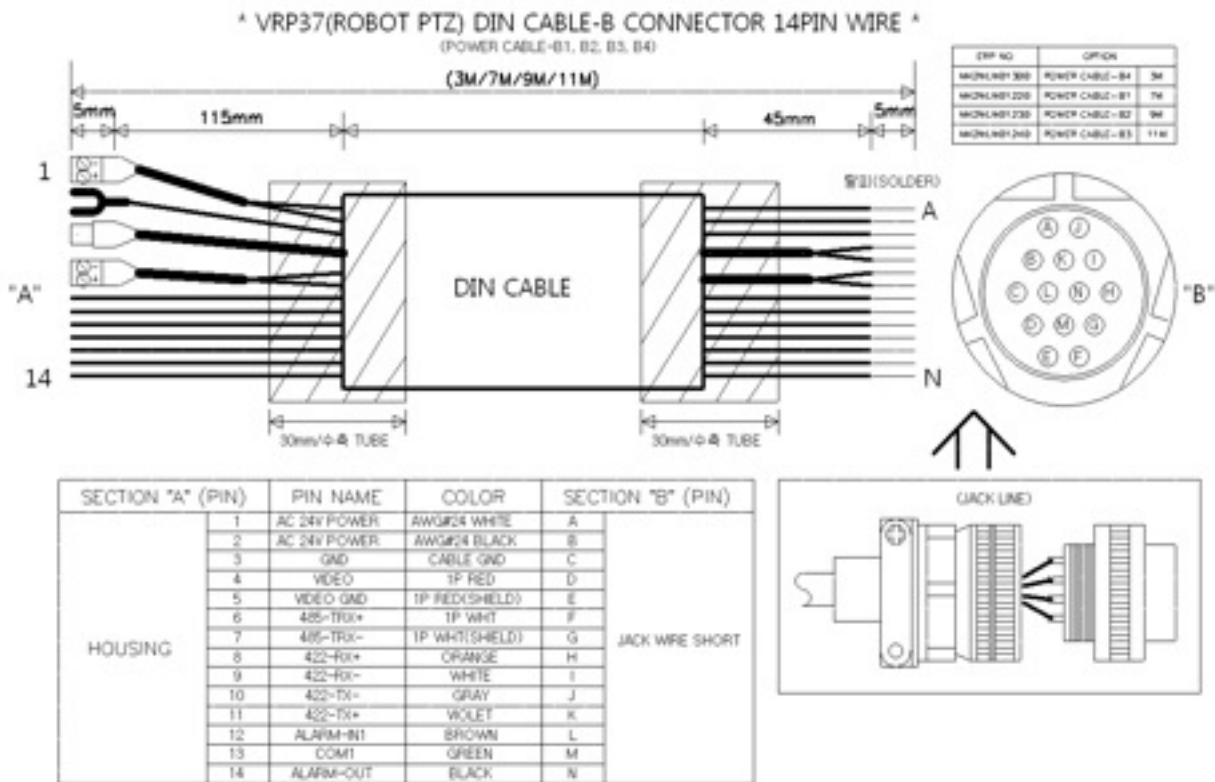 * VRP37(ROBOT PTZ) DIN CABLE-B CONNECTOR 14PIN WIRE *
(POWER CABLE-B1, B2, B3, B4)
(3M/7M/9M/11M)
5mm 115mm 45mm 5mm
OPTION
POWER CABLE-B4 3M
POWER CABLE-B1 7M
POWER CABLE-B2 9M
POWER CABLE-B3 11M
1
(SOLDER)
A
"A"
DIN CABLE
"B"
14
N
A J
B K I
C L N H
D M G
E F
30mm/수축 TUBE
30mm/수축 TUBE
(JACK LINE)
SECTION "A" (PIN) PIN NAME COLOR SECTION "B" (PIN)
HOUSING
JACK WIRE SHORT
1 AC 24V POWER AWG#24 WHITE A
2 AC 24V POWER AWG#24 BLACK B
3 GND CABLE GND C
4 VIDEO 1P RED D
5 VIDEO GND 1P RED(SHIELD) E
6 485-TRX+ 1P WHT F
7 485-TRX- 1P WHT(SHIELD) G
8 422-RX+ ORANGE H
9 422-RX- WHITE I
10 422-TX- GRAY J
11 422-TX+ VIOLET K
12 ALARM-IN1 BROWN L
13 COM1 GREEN M
14 ALARM-OUT BLACK N